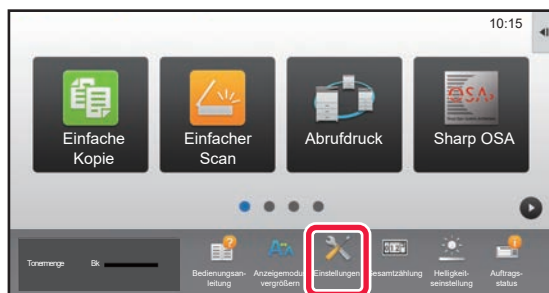 10:15
Einfache
Kopie
Einfacher
Scan
Abrufdruck
OSA
Sharp OSA
Tonermenge Bk
Bedienungsan-
leitung
Anzeigemodus
vergrößern
Einstellungen
Gesamtzählung
Helligkeit-
seinstellung
Auftrags-
status